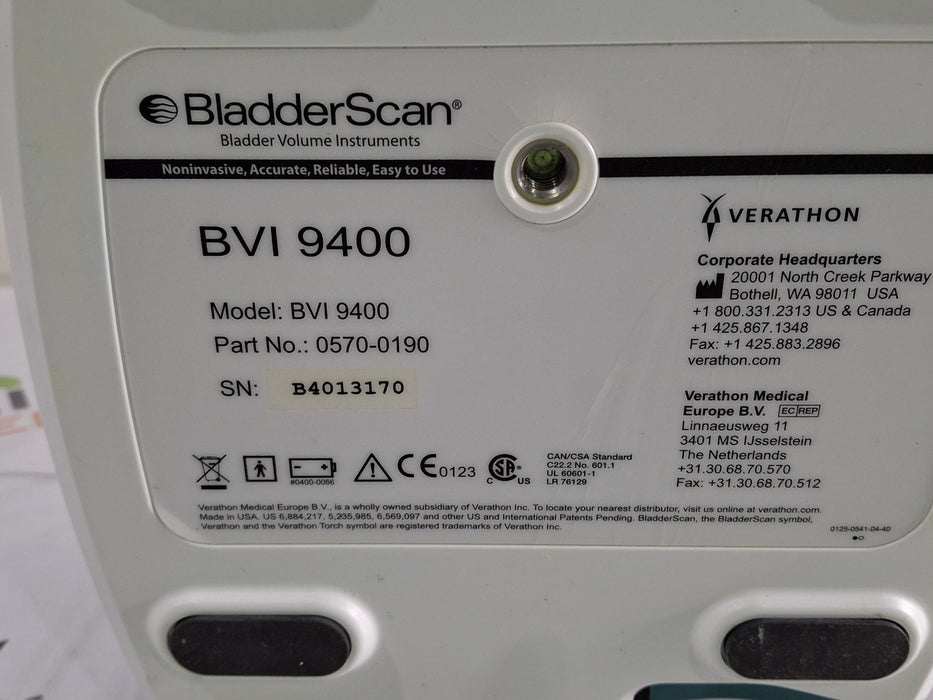 BladderScan®
Bladder Volume Instruments
Noninvasive, Accurate, Reliable, Easy to Use
BVI 9400
Model: BVI 9400
Part No.: 0570-0190
SN: B4013170
VERATHON
Corporate Headquarters
20001 North Creek Parkway
Bothell, WA 98011 USA
+1 800.331.2313 US & Canada
+1 425.867.1348
Fax: +1 425.883.2896
verathon.com
Verathon Medical
Europe B.V. EC REP
Linnaeusweg 11
3401 MS IJsselstein
The Netherlands
+31.30.68.70.570
Fax: +31.30.68.70.512
#0400-0066
CE 0123
C SA® US
CAN/CSA Standard
C22.2 No. 601.1
UL 60601-1
LR 76129
Verathon Medical Europe B.V., is a wholly owned subsidiary of Verathon Inc. To locate your nearest distributor, visit us online at verathon.com.
Made in USA. US 6,884,217, 5,235,985, 6,569,097 and other US and International Patents Pending. BladderScan, the BladderScan symbol,
Verathon and the Verathon Torch symbol are registered trademarks of Verathon Inc.
0125-0541-04-40